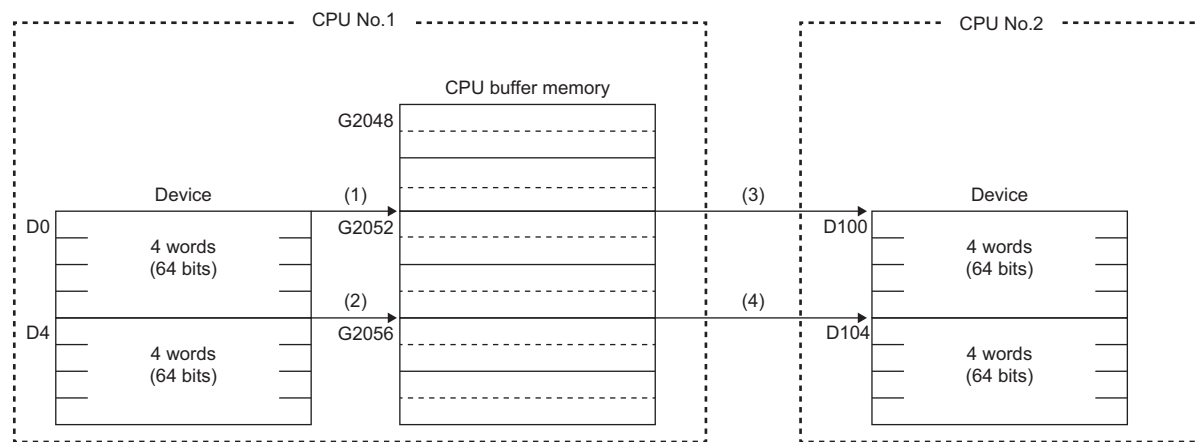 CPU No.1
CPU No.2
CPU buffer memory
G2048
Device
(1)
(3)
Device
D0
G2052
D100
4 words
(64 bits)
4 words
(64 bits)
(2)
(4)
D4
G2056
D104
4 words
(64 bits)
4 words
(64 bits)